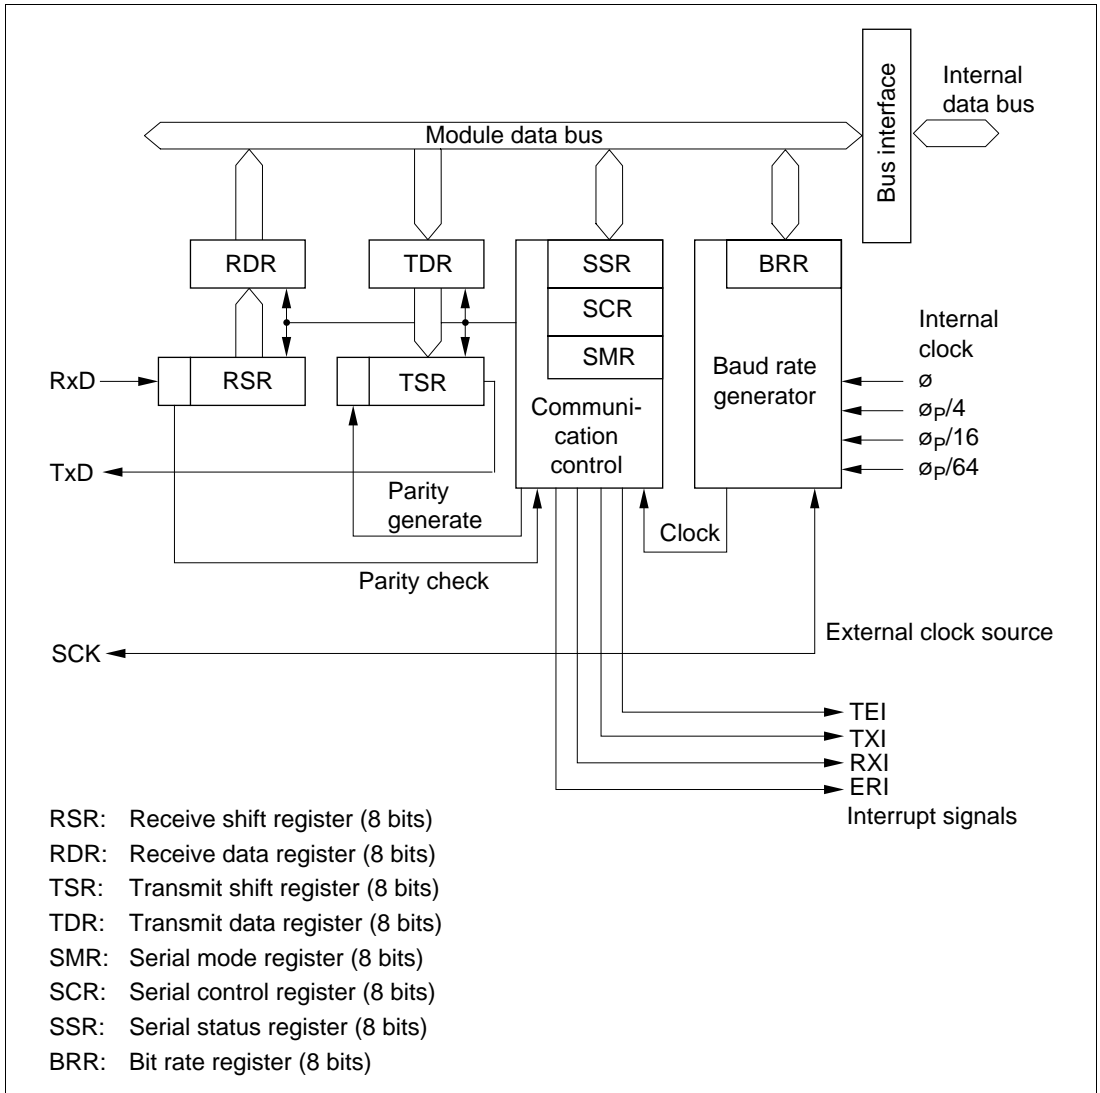 Internal
data bus
Bus interface
Module data bus
RDR
TDR
SSR
BRR
SCR
SMR
Internal
clock
RxD
RSR
TSR
Baud rate
generator
ø
øP/4
øP/16
øP/64
Communi-
cation
control
TxD
Parity
generate
Clock
Parity check
External clock source
SCK
TEI
TXI
RXI
ERI
Interrupt signals
RSR: Receive shift register (8 bits)
RDR: Receive data register (8 bits)
TSR: Transmit shift register (8 bits)
TDR: Transmit data register (8 bits)
SMR: Serial mode register (8 bits)
SCR: Serial control register (8 bits)
SSR: Serial status register (8 bits)
BRR: Bit rate register (8 bits)